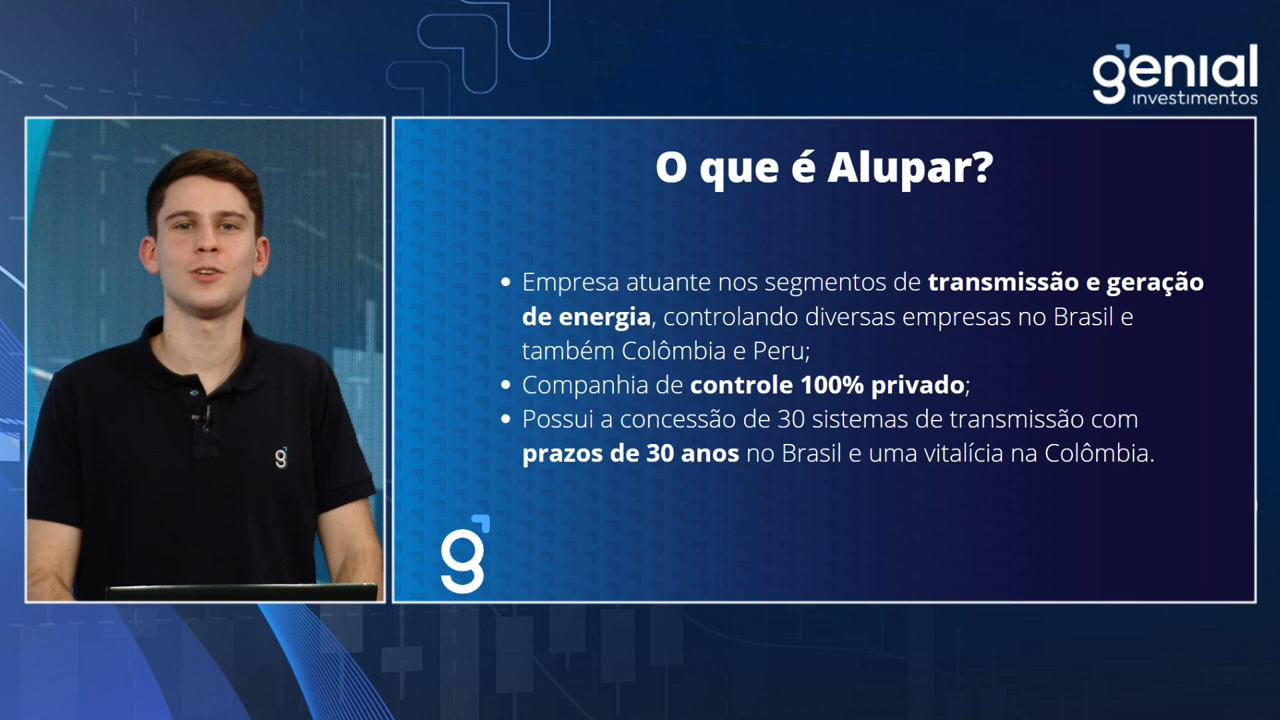 genial
investimentos
O que é Alupar?
• Empresa atuante nos segmentos de transmissão e geração
de energia, controlando diversas empresas no Brasil e
também Colômbia e Peru;
• Companhia de controle 100% privado;
• Possui a concessão de 30 sistemas de transmissão com
prazos de 30 anos no Brasil e uma vitalícia na Colômbia.
g
g